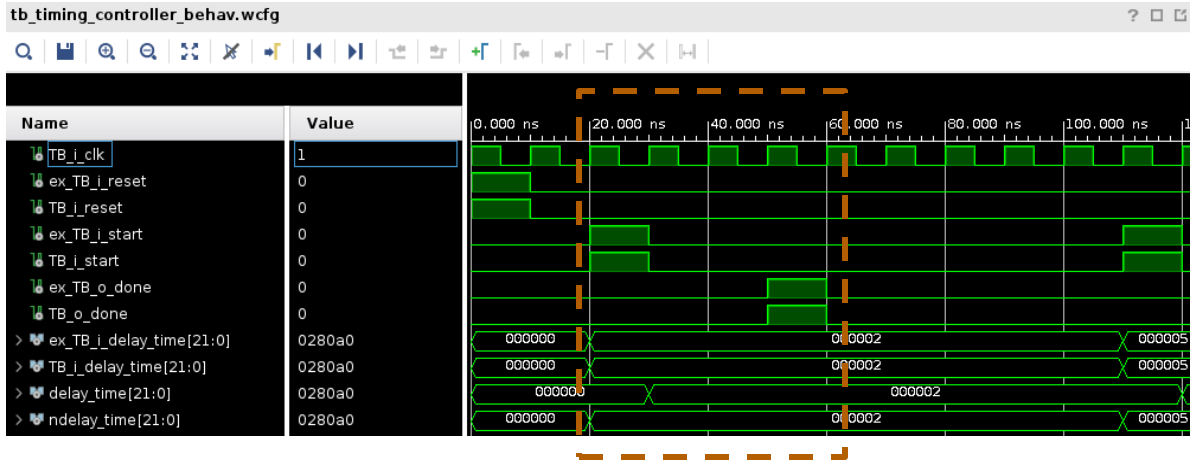 tb_timing_controller_behav.wcfg ?
Name Value 0.000 ns 20.000 ns 40.000 ns 60.000 ns 80.000 ns 100.000 ns 1
TB_i_clk 1
ex_TB_i_reset 0
TB_i_reset 0
ex_TB_i_start 0
TB_i_start 0
ex_TB_o_done 0
TB_o_done 0
ex_TB_i_delay_time[21:0] 0280a0 000000 000002 000005
TB_i_delay_time[21:0] 0280a0 000000 000002 000005
delay_time[21:0] 0280a0 000000 000002
ndelay_time[21:0] 0280a0 000000 000002 000005